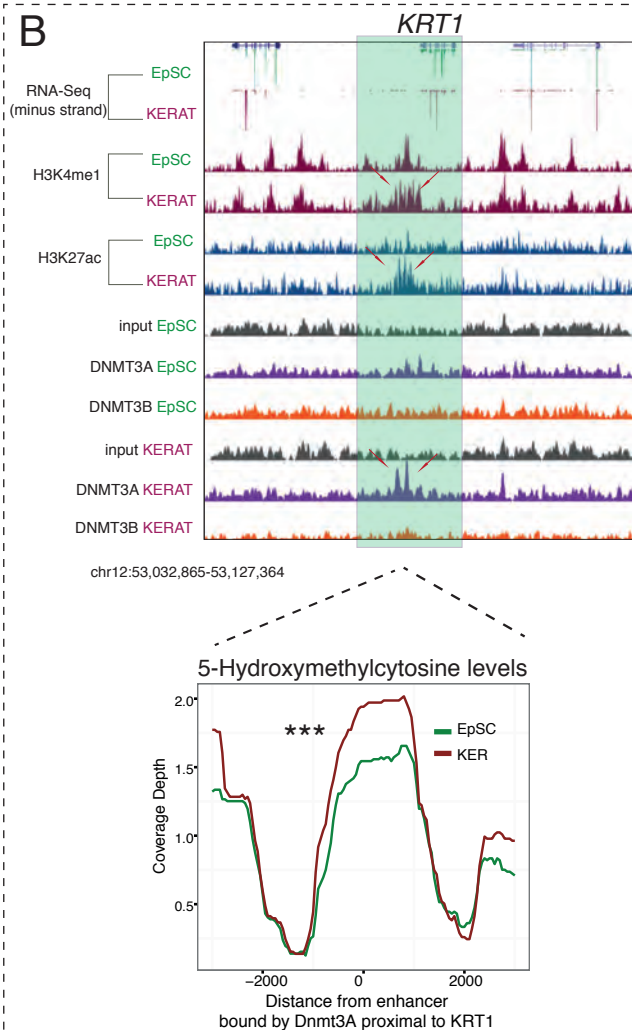 B
KRT1
RNA-Seq
(minus strand)
EpSC
KERAT
H3K4me1
EpSC
KERAT
H3K27ac
EpSC
KERAT
input EpSC
DNMT3A EpSC
DNMT3B EpSC
input KERAT
DNMT3A KERAT
DNMT3B KERAT
chr12:53,032,865-53,127,364
5-Hydroxymethylcytosine levels
Coverage Depth
2.0
1.5
1.0
0.5
***
EpSC
KER
−2000 0 2000
Distance from enhancer
bound by Dnmt3A proximal to KRT1